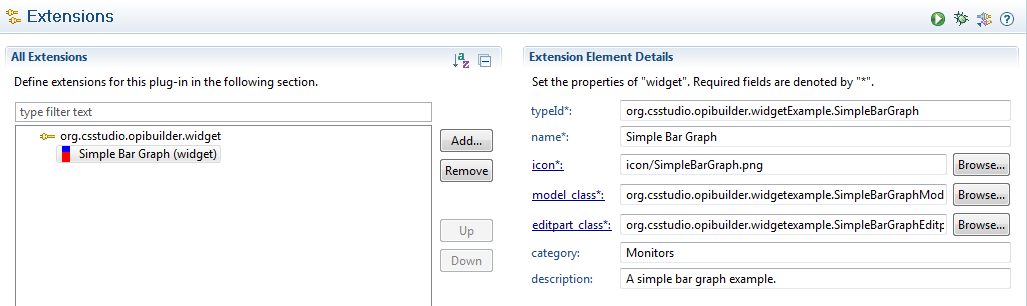 Extensions
All Extensions
Define extensions for this plug-in in the following section.
type filter text
org.csstudio.opibuilder.widget
Simple Bar Graph (widget)
Add...
Remove
Up
Down
Extension Element Details
Set the properties of "widget". Required fields are denoted by "*".
typeId*: org.csstudio.opibuilder.widgetExample.SimpleBarGraph
name*: Simple Bar Graph
icon*: icon/SimpleBarGraph.png Browse...
model_class*: org.csstudio.opibuilder.widgetexample.SimpleBarGraphMod Browse...
editpart_class*: org.csstudio.opibuilder.widgetexample.SimpleBarGraphEditp Browse...
category: Monitors
description: A simple bar graph example.